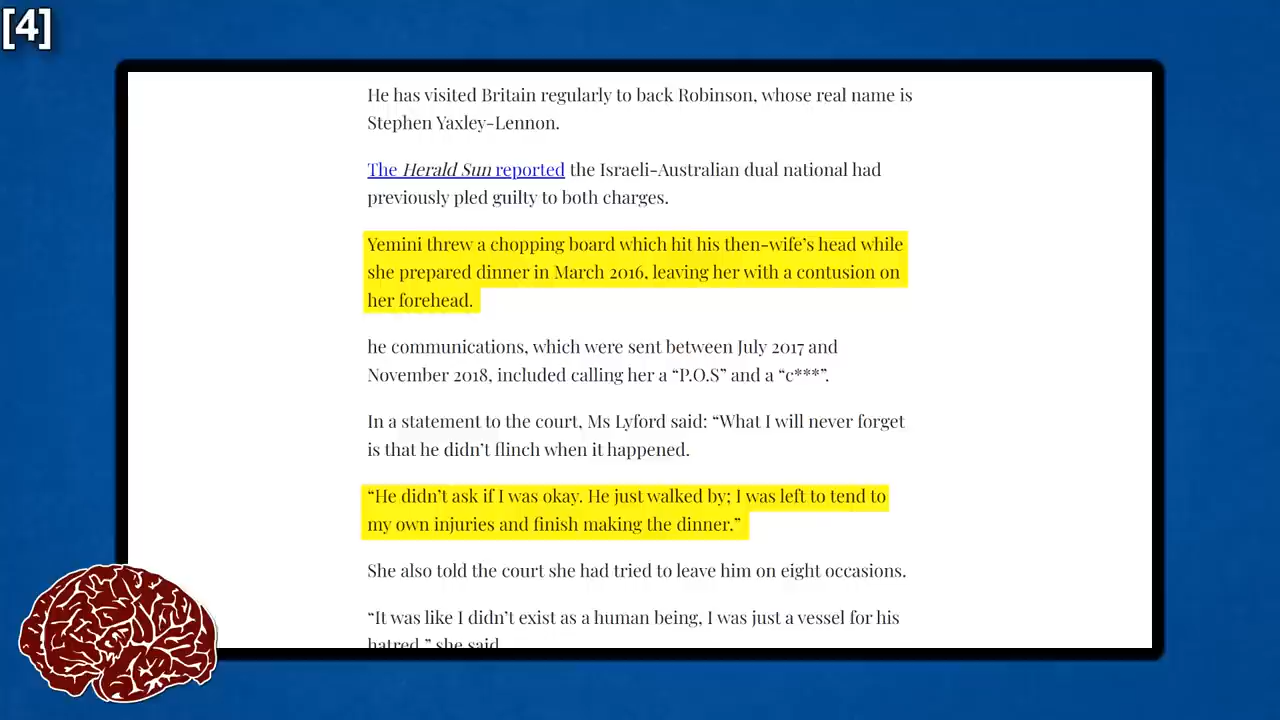 [4]
He has visited Britain regularly to back Robinson, whose real name is
Stephen Yaxley-Lennon.
The Herald Sun reported the Israeli-Australian dual national had
previously pled guilty to both charges.
Yemini threw a chopping board which hit his then-wife’s head while
she prepared dinner in March 2016, leaving her with a contusion on
her forehead.
he communications, which were sent between July 2017 and
November 2018, included calling her a “P.O.S” and a “c***”.
In a statement to the court, Ms Lyford said: “What I will never forget
is that he didn’t flinch when it happened.
“He didn’t ask if I was okay. He just walked by; I was left to tend to
my own injuries and finish making the dinner.”
She also told the court she had tried to leave him on eight occasions.
“It was like I didn’t exist as a human being, I was just a vessel for his
hatred,” she said.